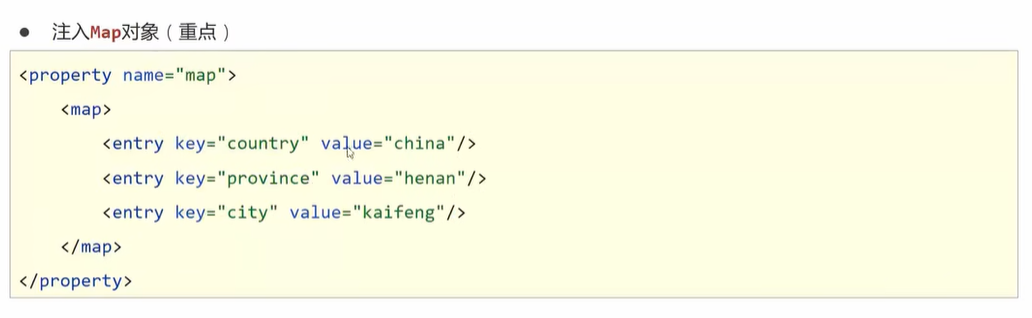 ● 注入Map对象（重点）
<property name="map">
    <map>
        <entry key="country" value="china"/>
        <entry key="province" value="henan"/>
        <entry key="city" value="kaifeng"/>
    </map>
</property>